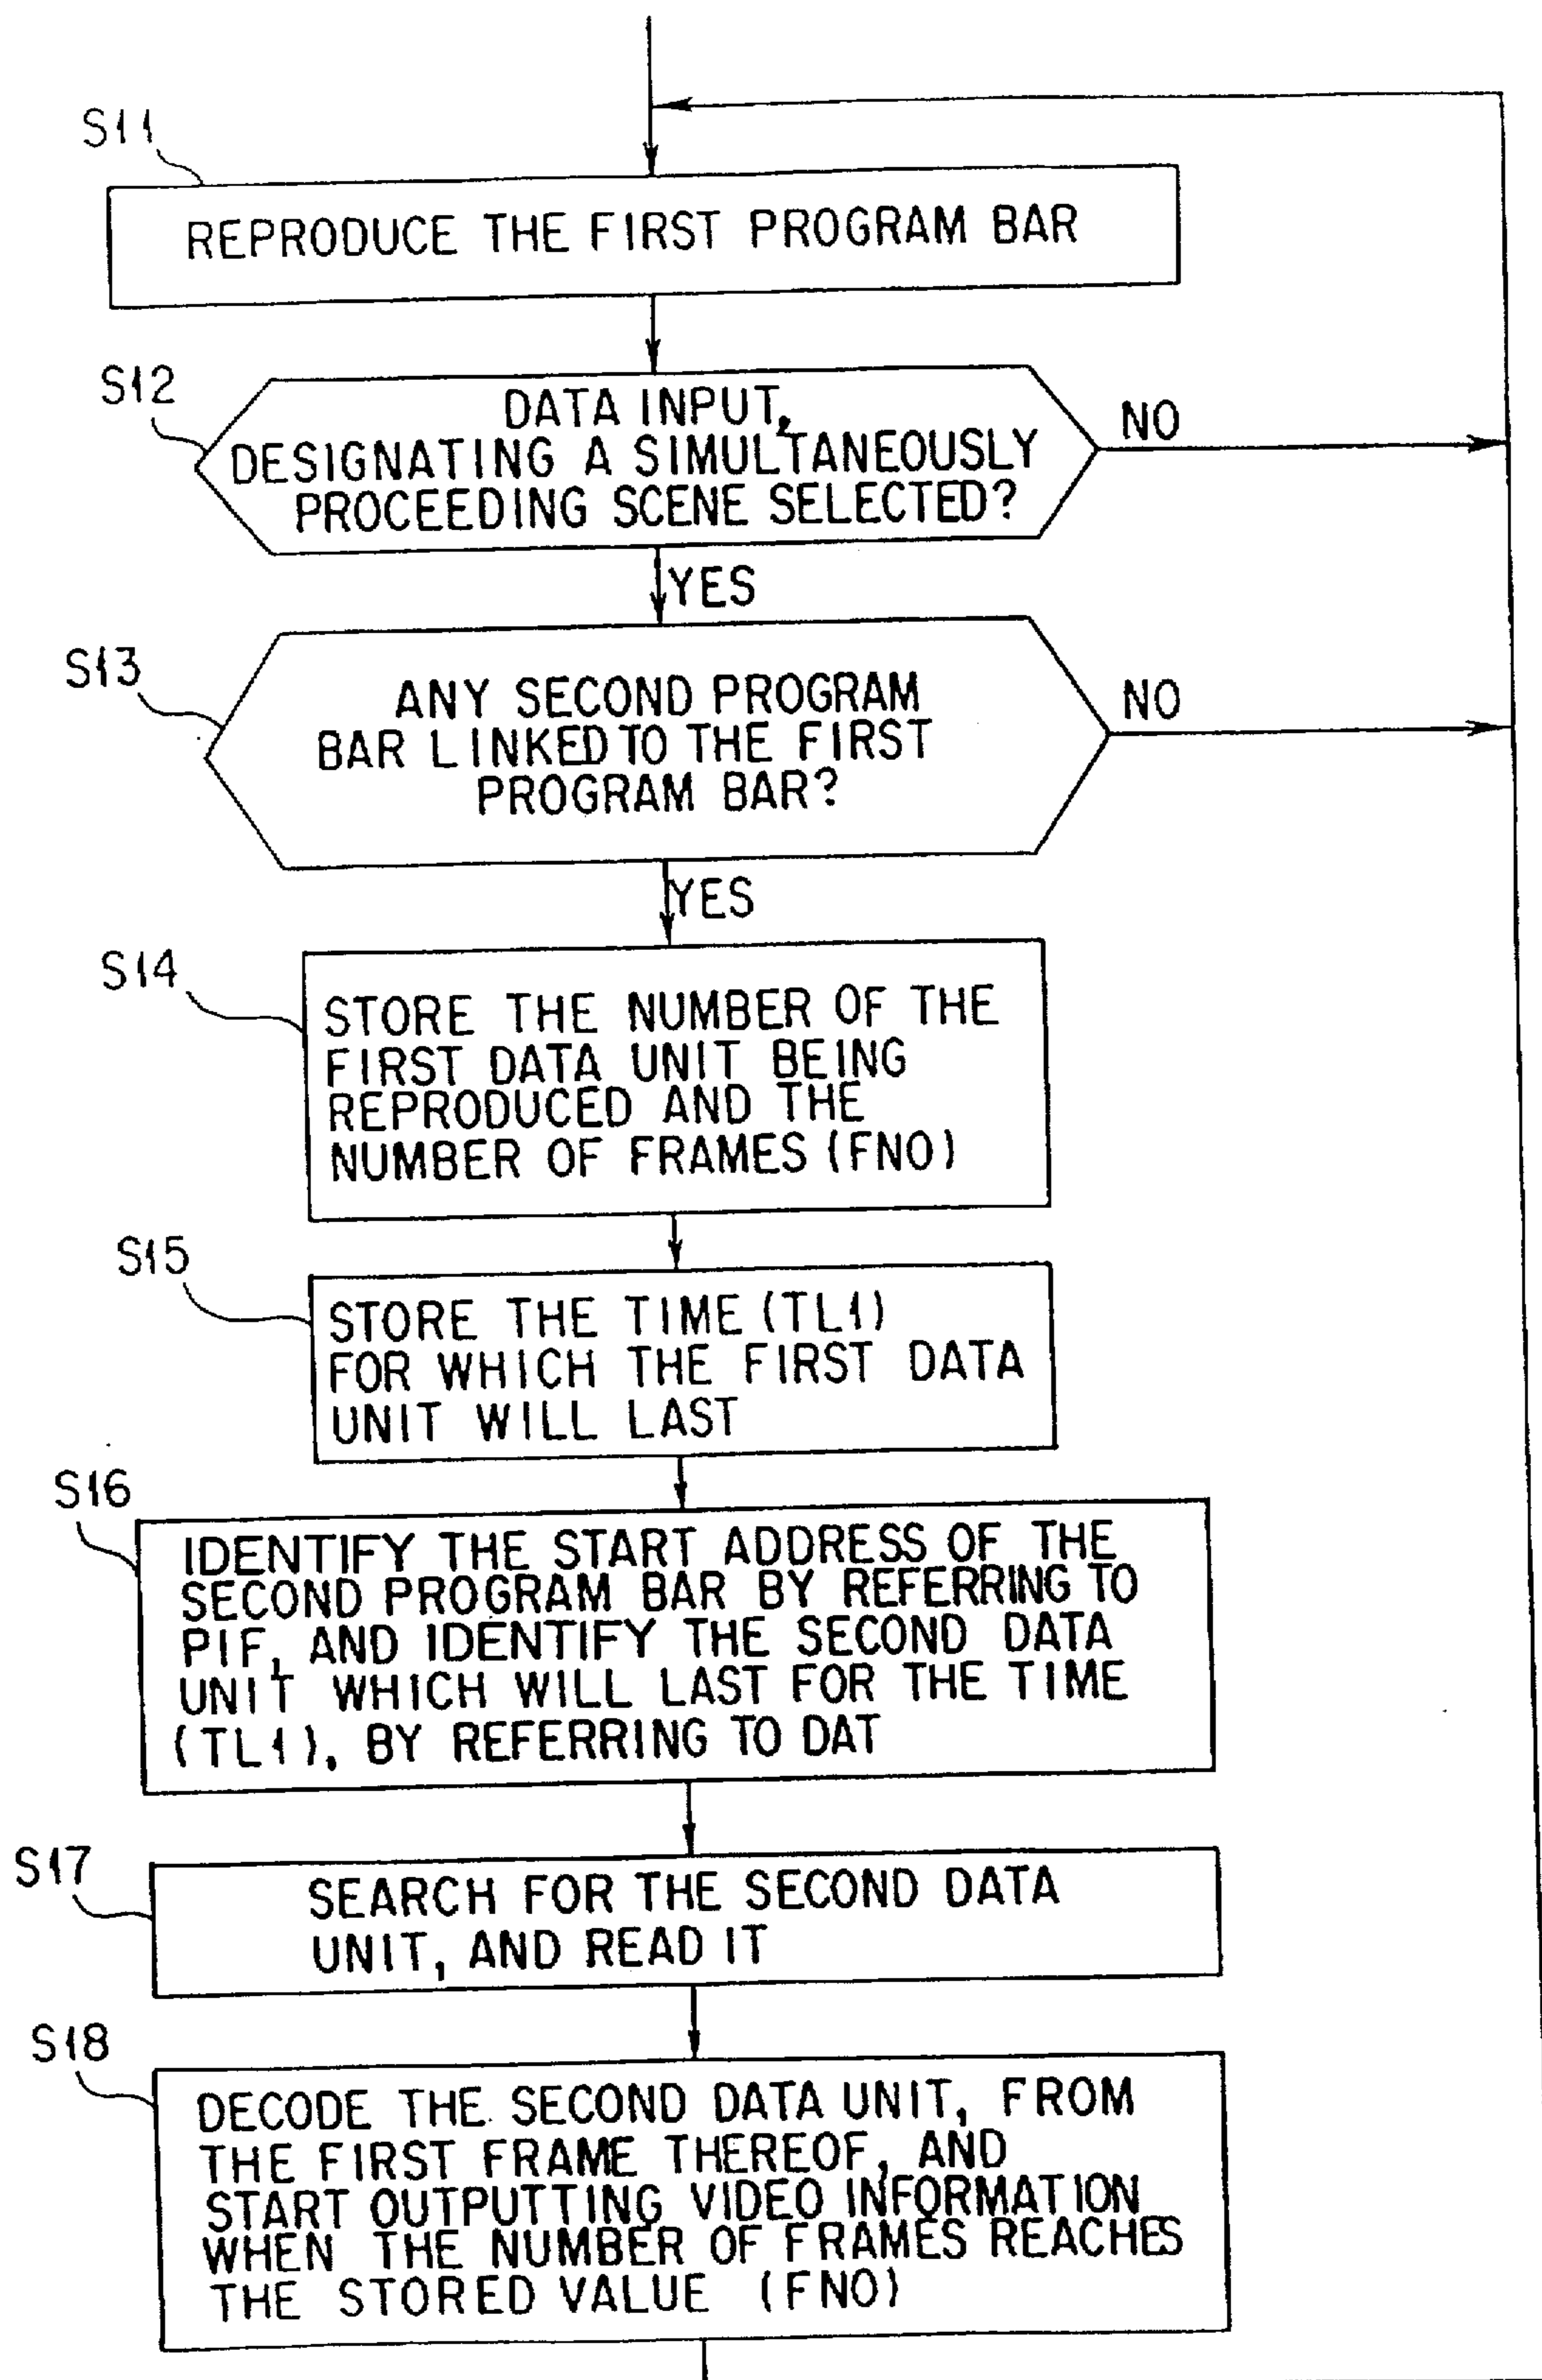 S11
REPRODUCE THE FIRST PROGRAM BAR
S12
DATA INPUT,
DESIGNATING A SIMULTANEOUSLY
PROCEEDING SCENE SELECTED?
NO
YES
S13
ANY SECOND PROGRAM
BAR LINKED TO THE FIRST
PROGRAM BAR?
NO
YES
S14
STORE THE NUMBER OF THE
FIRST DATA UNIT BEING
REPRODUCED AND THE
NUMBER OF FRAMES (FNO)
S15
STORE THE TIME (TL1)
FOR WHICH THE FIRST DATA
UNIT WILL LAST
S16
IDENTIFY THE START ADDRESS OF THE
SECOND PROGRAM BAR BY REFERRING TO
PIF, AND IDENTIFY THE SECOND DATA
UNIT WHICH WILL LAST FOR THE TIME
(TL1), BY REFERRING TO DAT
S17
SEARCH FOR THE SECOND DATA
UNIT, AND READ IT
S18
DECODE THE SECOND DATA UNIT, FROM
THE FIRST FRAME THEREOF, AND
START OUTPUTTING VIDEO INFORMATION
WHEN THE NUMBER OF FRAMES REACHES
THE STORED VALUE (FNO)